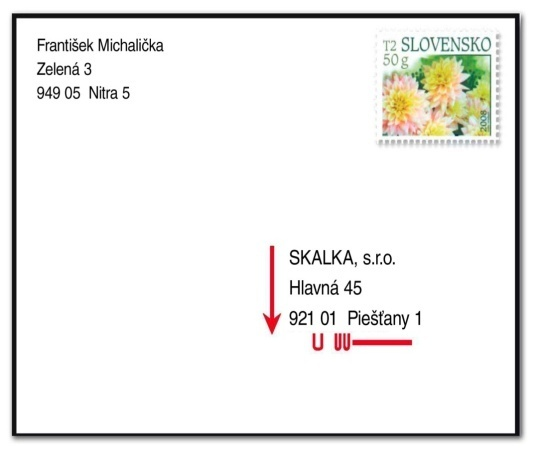 František Michalička
Zelená 3
949 05 Nitra 5
T2 SLOVENSKO
50 g
2008
SKALKA, s.r.o.
Hlavná 45
921 01 Piešťany 1